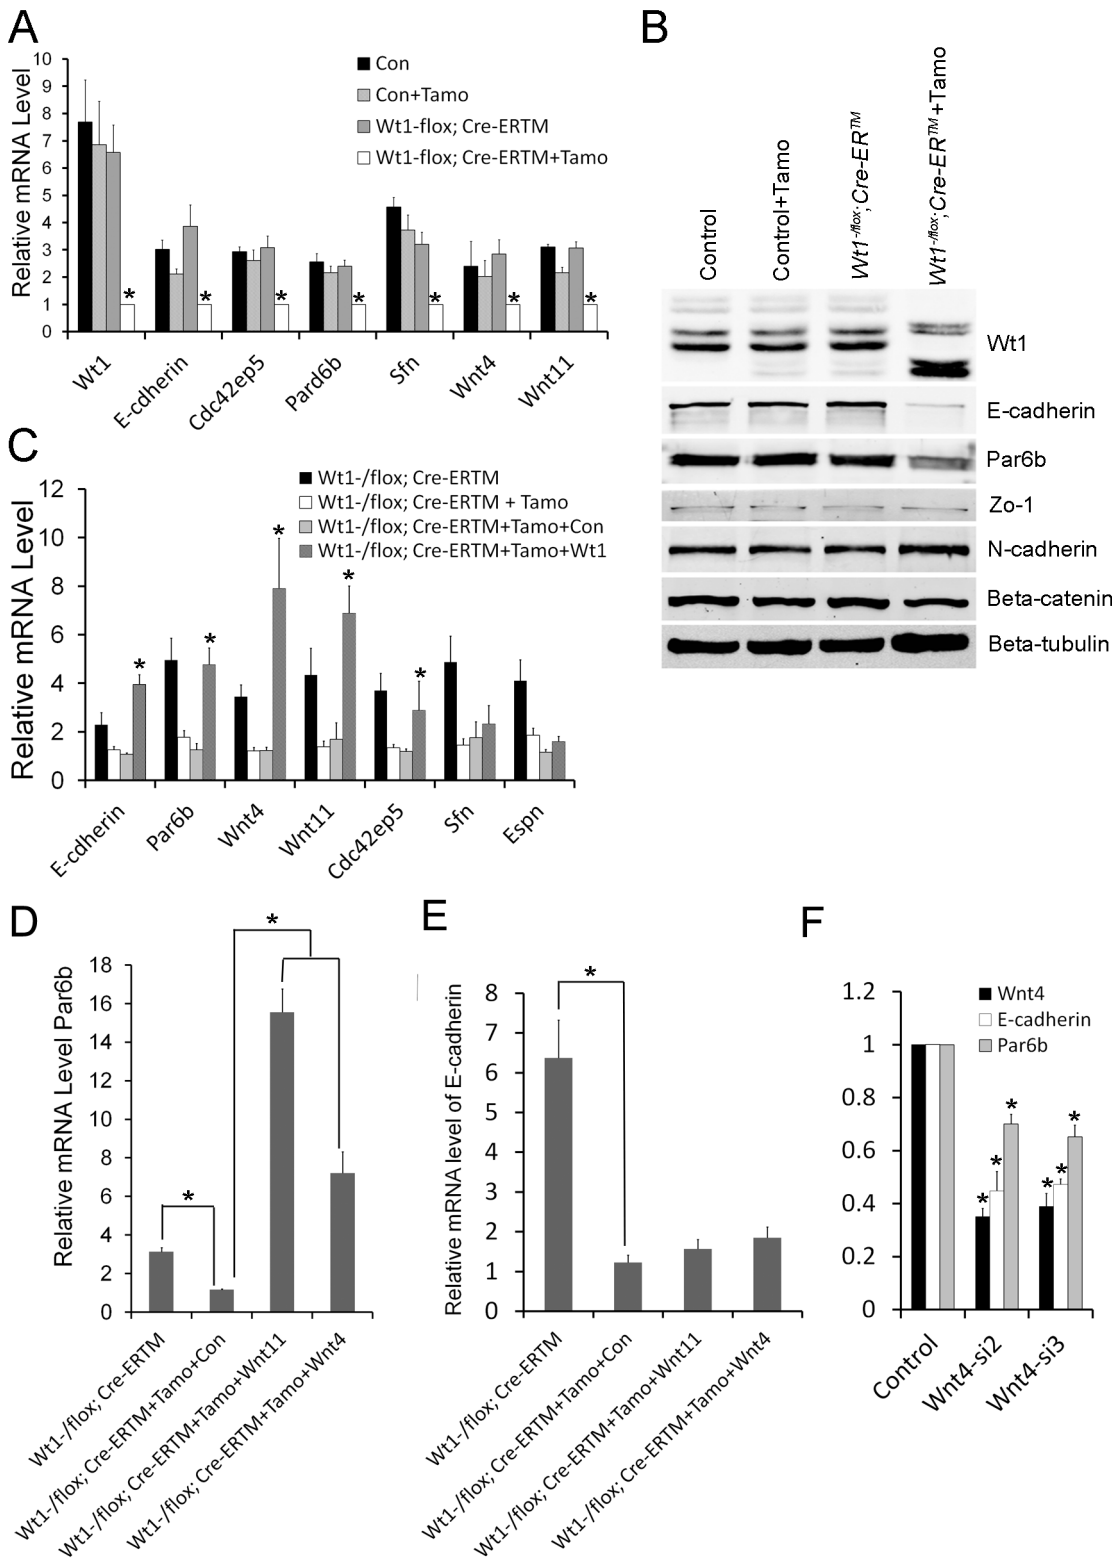 A
Relative mRNA Level
10
9
8
7
6
5
4
3
2
1
0
Con
Con+Tamo
Wt1-flox; Cre-ERTM
Wt1-flox; Cre-ERTM+Tamo
* * * * * * *
Wt1
E-cdherin
Cdc42ep5
Pard6b
Sfn
Wnt4
Wnt11
B
Control
Control+Tamo
Wt1-/flox;Cre-ERTM
Wt1-/flox;Cre-ERTM+Tamo
Wt1
E-cadherin
Par6b
Zo-1
N-cadherin
Beta-catenin
Beta-tubulin
C
Relative mRNA Level
12
10
8
6
4
2
0
Wt1-/flox; Cre-ERTM
Wt1-/flox; Cre-ERTM + Tamo
Wt1-/flox; Cre-ERTM+Tamo+Con
Wt1-/flox; Cre-ERTM+Tamo+Wt1
* * * * *
E-cdherin
Par6b
Wnt4
Wnt11
Cdc42ep5
Sfn
Espn
D
Relative mRNA Level Par6b
18
16
14
12
10
8
6
4
2
0
*
*
Wt1-/flox; Cre-ERTM
Wt1-/flox; Cre-ERTM+Tamo+Con
Wt1-/flox; Cre-ERTM+Tamo+Wnt11
Wt1-/flox; Cre-ERTM+Tamo+Wnt4
E
Relative mRNA level of E-cadherin
8
7
6
5
4
3
2
1
0
*
Wt1-/flox; Cre-ERTM
Wt1-/flox; Cre-ERTM+Tamo+Con
Wt1-/flox; Cre-ERTM+Tamo+Wnt11
Wt1-/flox; Cre-ERTM+Tamo+Wnt4
F
1.2
1
0.8
0.6
0.4
0.2
0
Wnt4
E-cadherin
Par6b
* * * * * *
Control
Wnt4-si2
Wnt4-si3